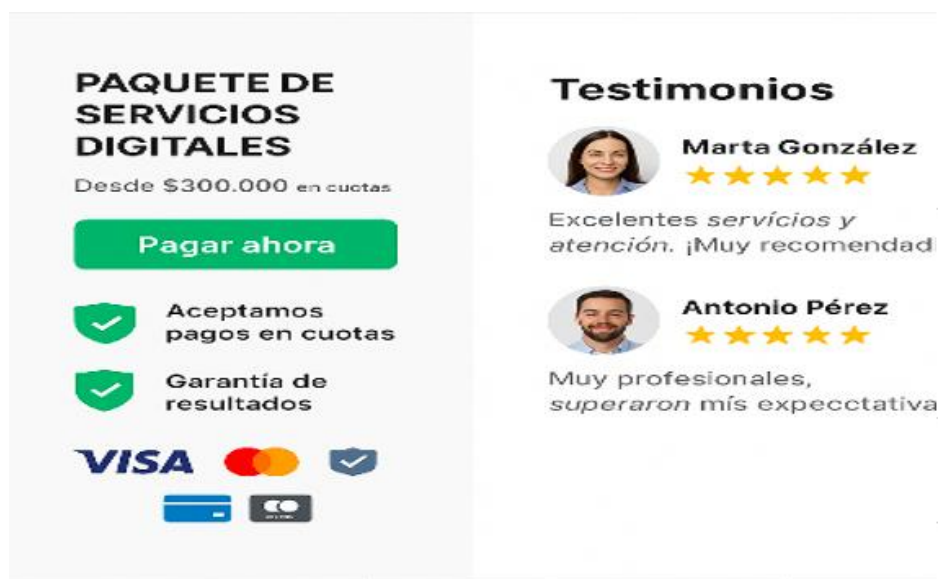 PAQUETE DE
SERVICIOS
DIGITALES
Desde $300.000 en cuotas
Pagar ahora
Aceptamos
pagos en cuotas
Garantía de
resultados
VISA
Testimonios
Marta González
Excelentes servícios y
atención. ¡Muy recomendad
Antonio Pérez
Muy profesionales,
superaron mís expecctativa